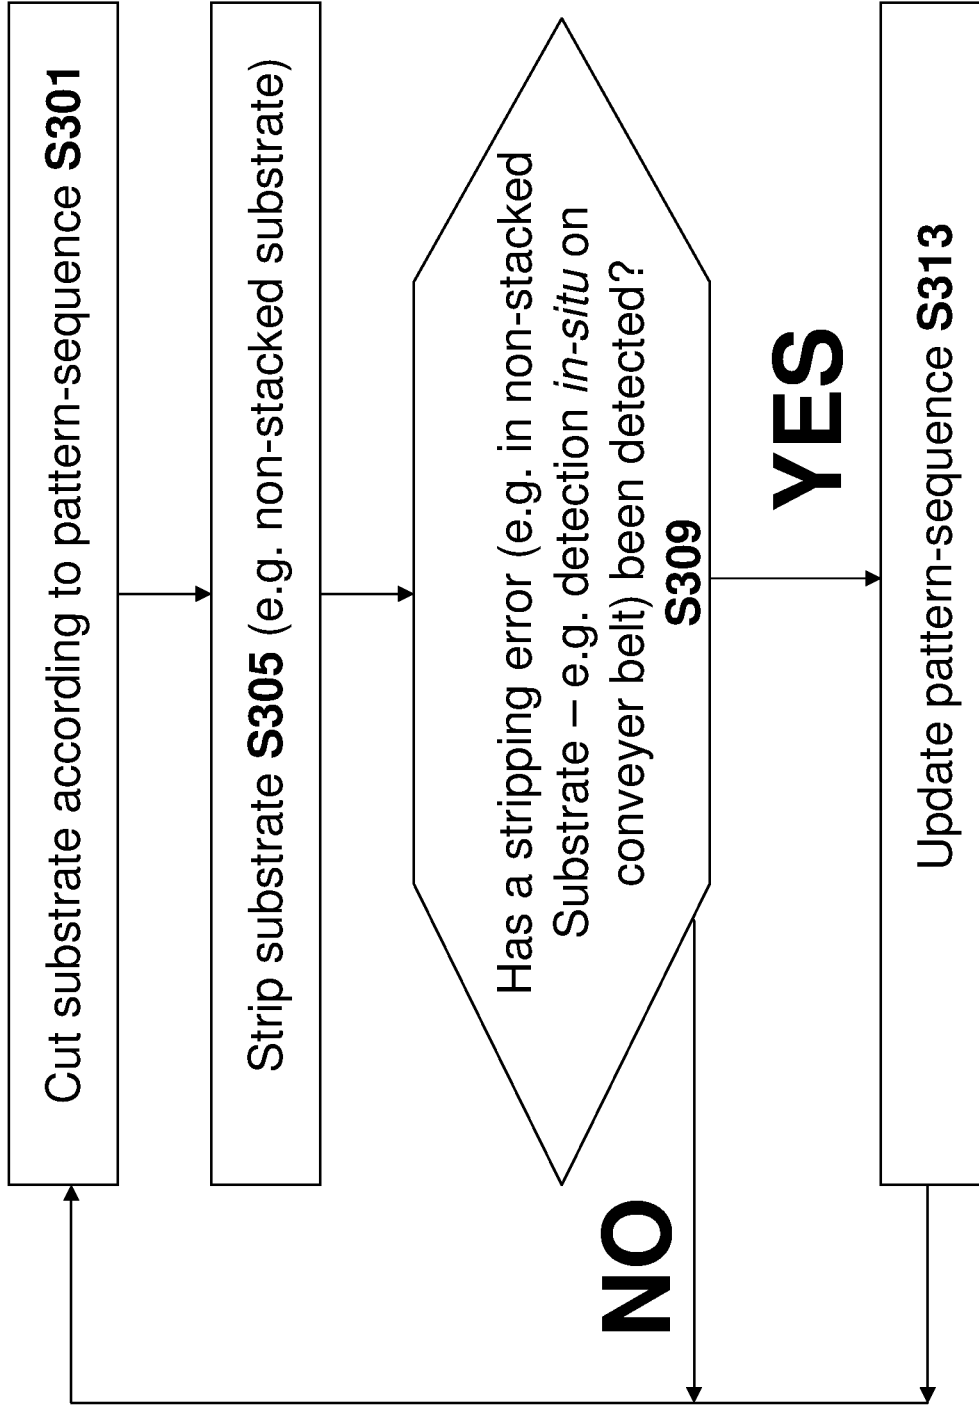 Cut substrate according to pattern-sequence S301
Strip substrate S305 (e.g. non-stacked substrate)
Has a stripping error (e.g. in non-stacked
Substrate – e.g. detection in-situ on
conveyer belt) been detected?
S309
NO
YES
Update pattern-sequence S313